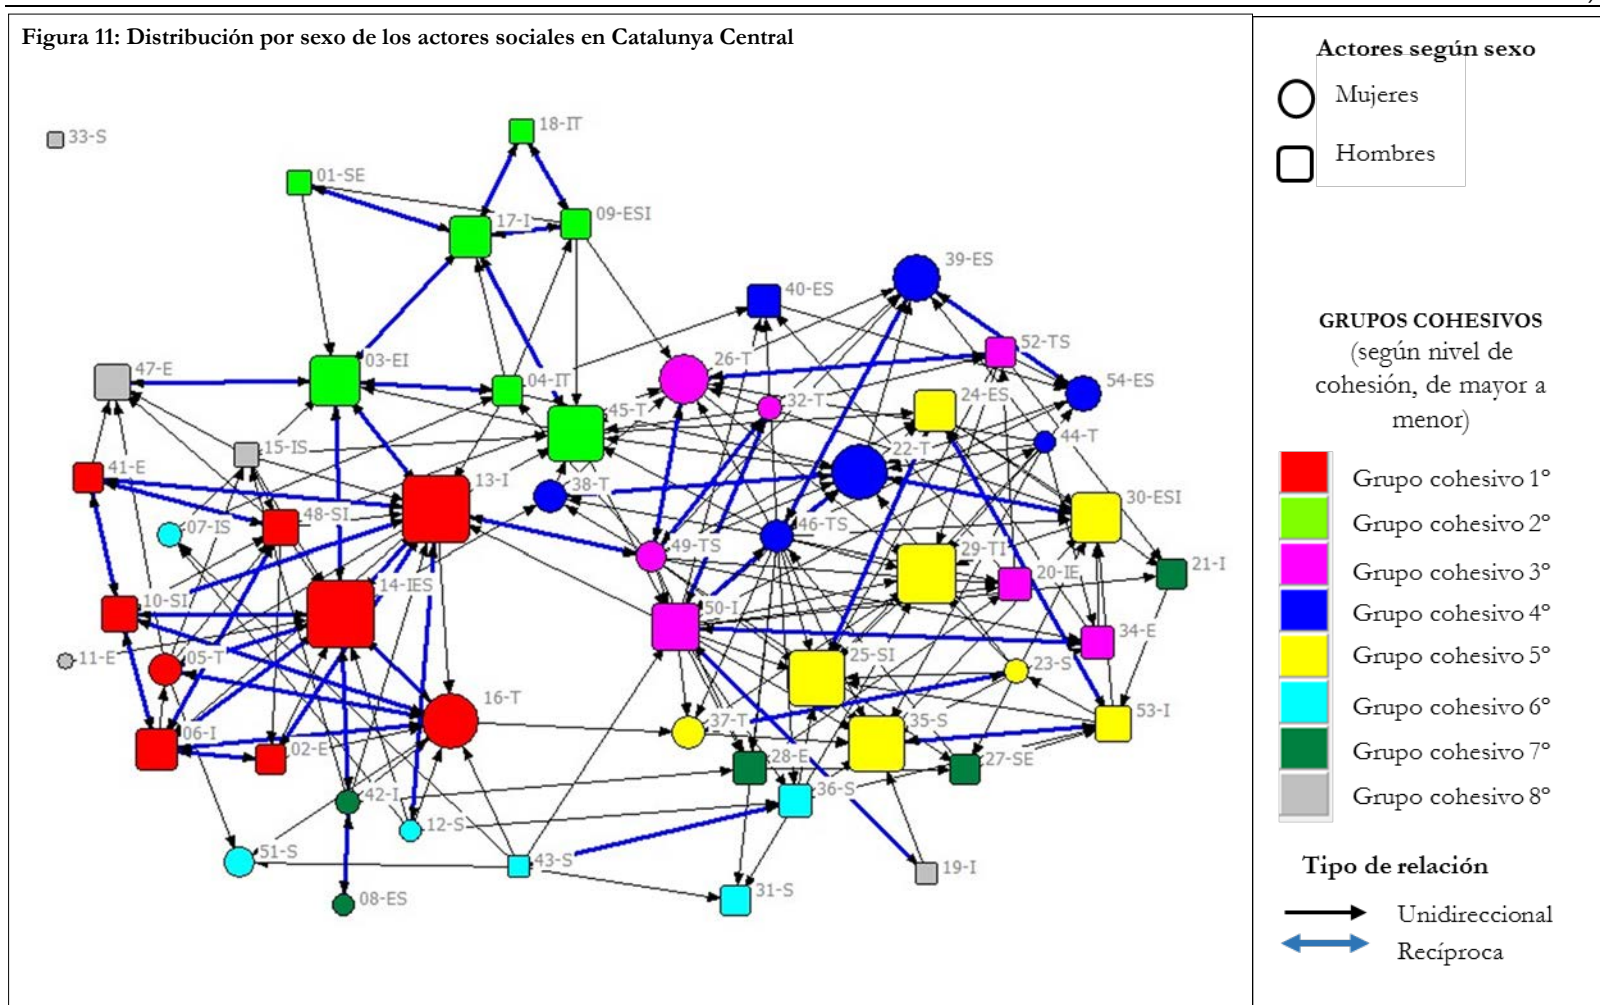 Figura 11: Distribución por sexo de los actores sociales en Catalunya Central
33-S
18-IT
01-SE
17-I
09-ESI
39-ES
40-ES
52-TS
47-E
03-EI
04-IT
26-T
54-ES
32-T
24-ES
45-T
44-T
15-IS
22-T
41-E
13-I
38-T
30-ESI
07-IS
48-SI
46-TS
49-TS
29-TI
21-I
14-IES
20-IE
10-SI
50-I
34-E
11-E
05-T
25-SI
23-S
16-T
37-T
35-S
53-I
06-I
02-E
28-E
27-SE
42-I
36-S
12-S
51-S
43-S
19-I
31-S
08-ES
Actores según sexo
Mujeres
Hombres
GRUPOS COHESIVOS
(según nivel de
cohesión, de mayor a
menor)
Grupo cohesivo 1º
Grupo cohesivo 2º
Grupo cohesivo 3º
Grupo cohesivo 4º
Grupo cohesivo 5º
Grupo cohesivo 6º
Grupo cohesivo 7º
Grupo cohesivo 8º
Tipo de relación
Unidireccional
Recíproca